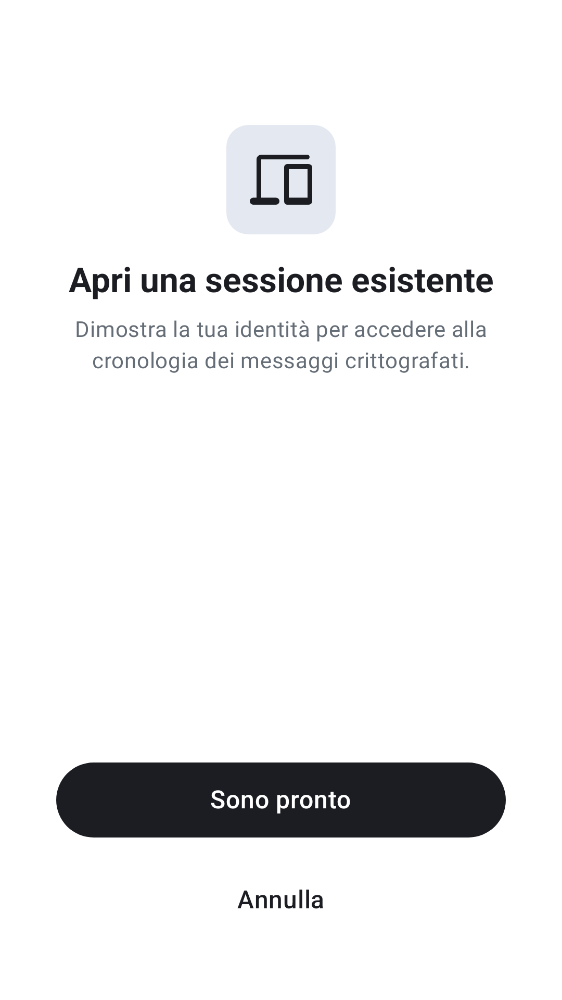 Apri una sessione esistente
Dimostra la tua identità per accedere alla
cronologia dei messaggi crittografati.
Sono pronto
Annulla